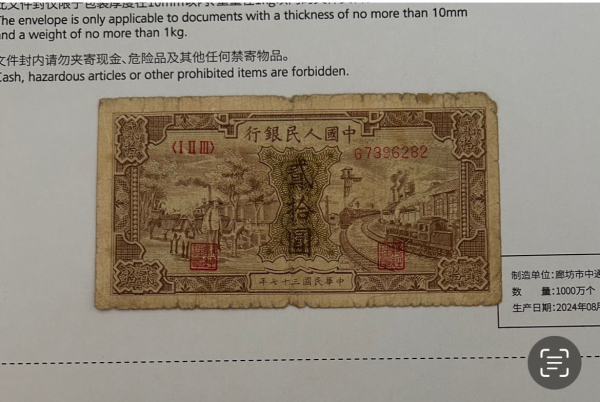 The envelope is only applicable to documents with a thickness of no more than 10mm
and a weight of no more than 1kg.
文件封内请勿夹寄现金、危险品及其他任何禁寄物品。
Cash, hazardous articles or other prohibited items are forbidden.
行銀民人國中
〈I II III〉
67396282
貳拾圓
年七十三國民華中
制造单位:廊坊市中通
数 量:1000万个
生产日期:2024年08月